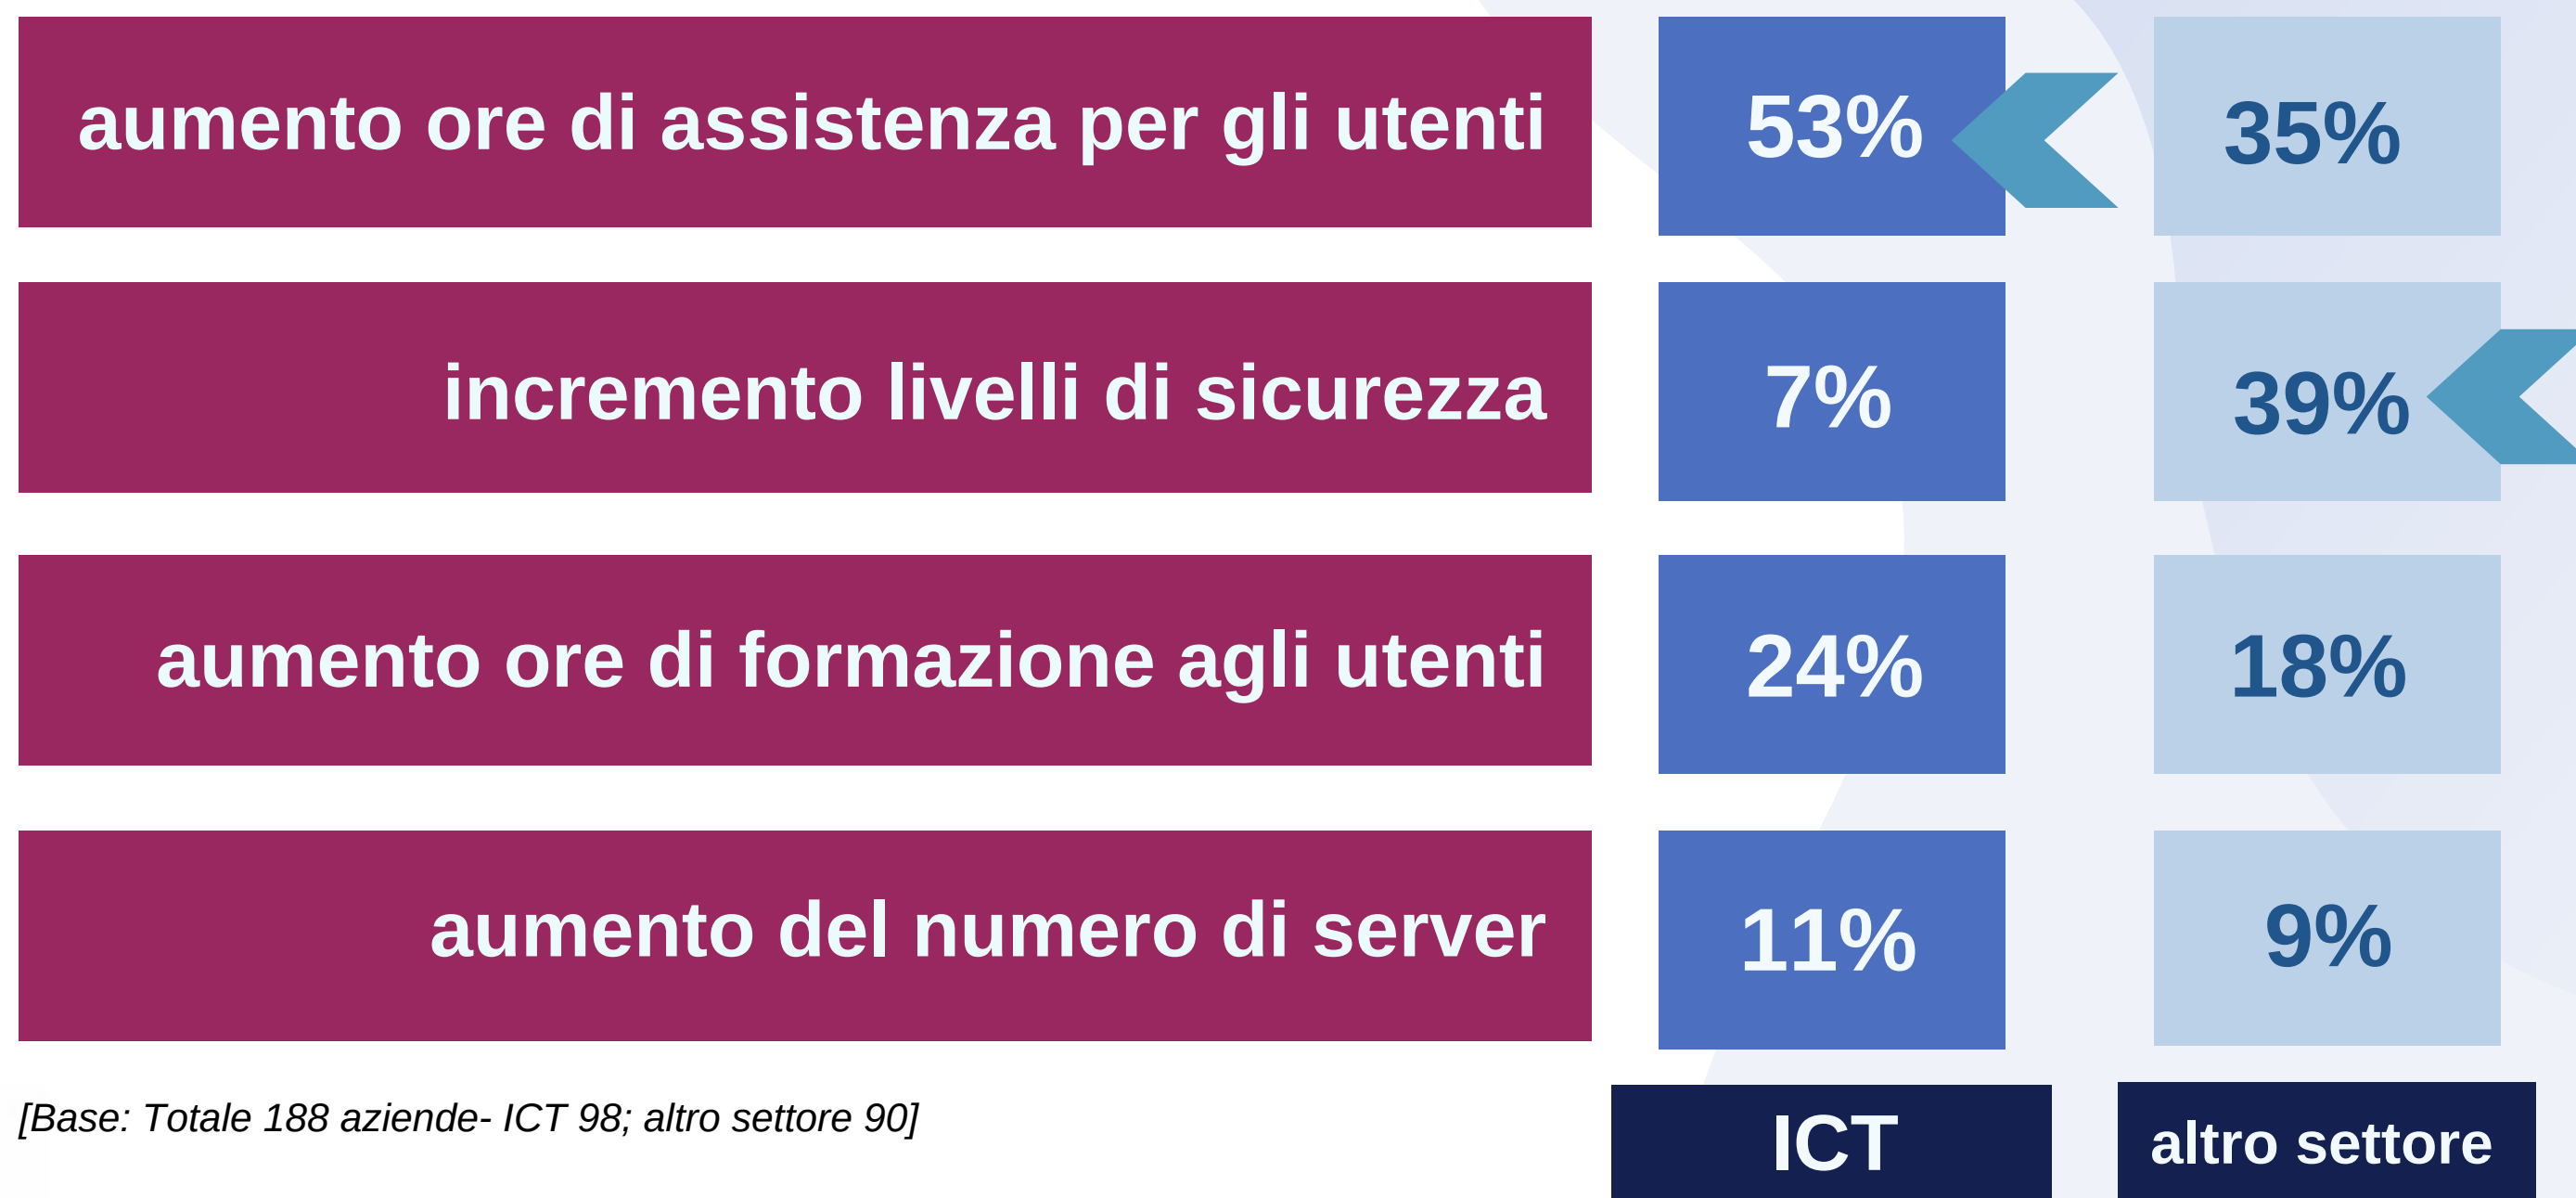 aumento ore di assistenza per gli utenti 53% 35%
incremento livelli di sicurezza 7% 39%
aumento ore di formazione agli utenti 24% 18%
aumento del numero di server 11% 9%
[Base: Totale 188 aziende- ICT 98; altro settore 90]
ICT altro settore